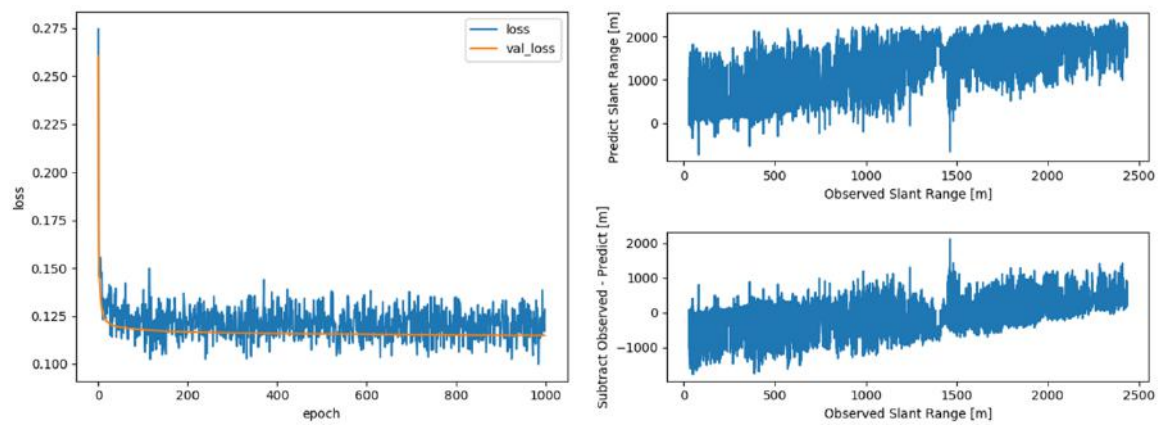 0.275
0.250
0.225
0.200
0.175
0.150
0.125
0.100
loss
0 200 400 600 800 1000
epoch
loss
val_loss
2000
1000
0
Predict Slant Range [m]
0 500 1000 1500 2000 2500
Observed Slant Range [m]
2000
1000
0
−1000
Subtract Observed - Predict [m]
0 500 1000 1500 2000 2500
Observed Slant Range [m]